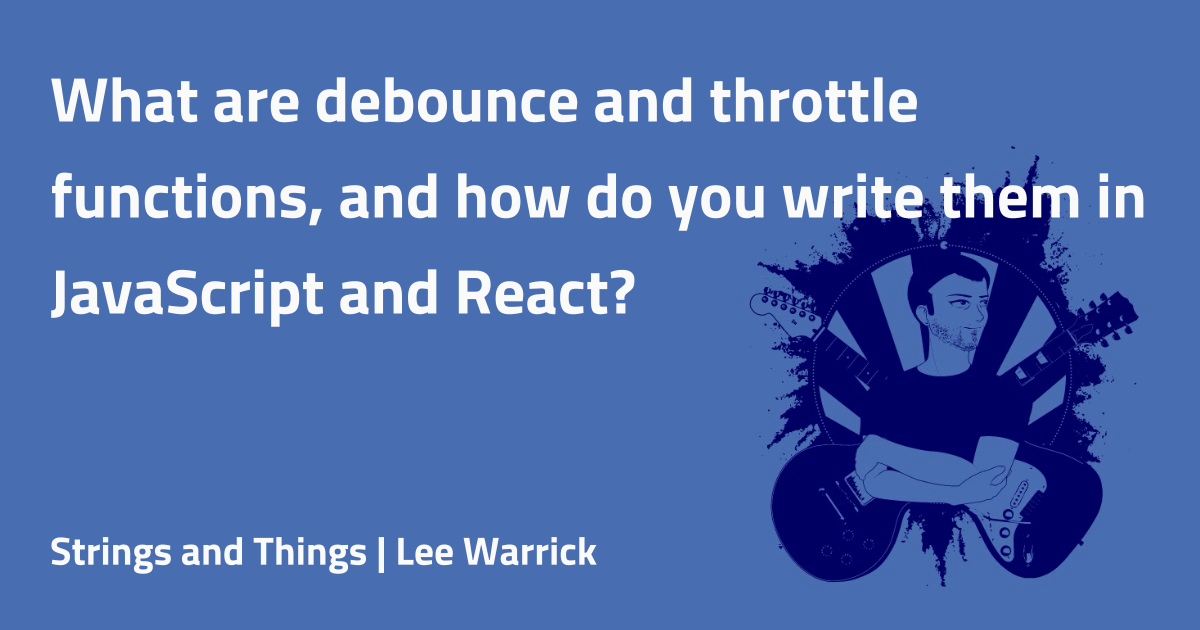 What are debounce and throttle
functions, and how do you write them in
JavaScript and React?
Strings and Things | Lee Warrick